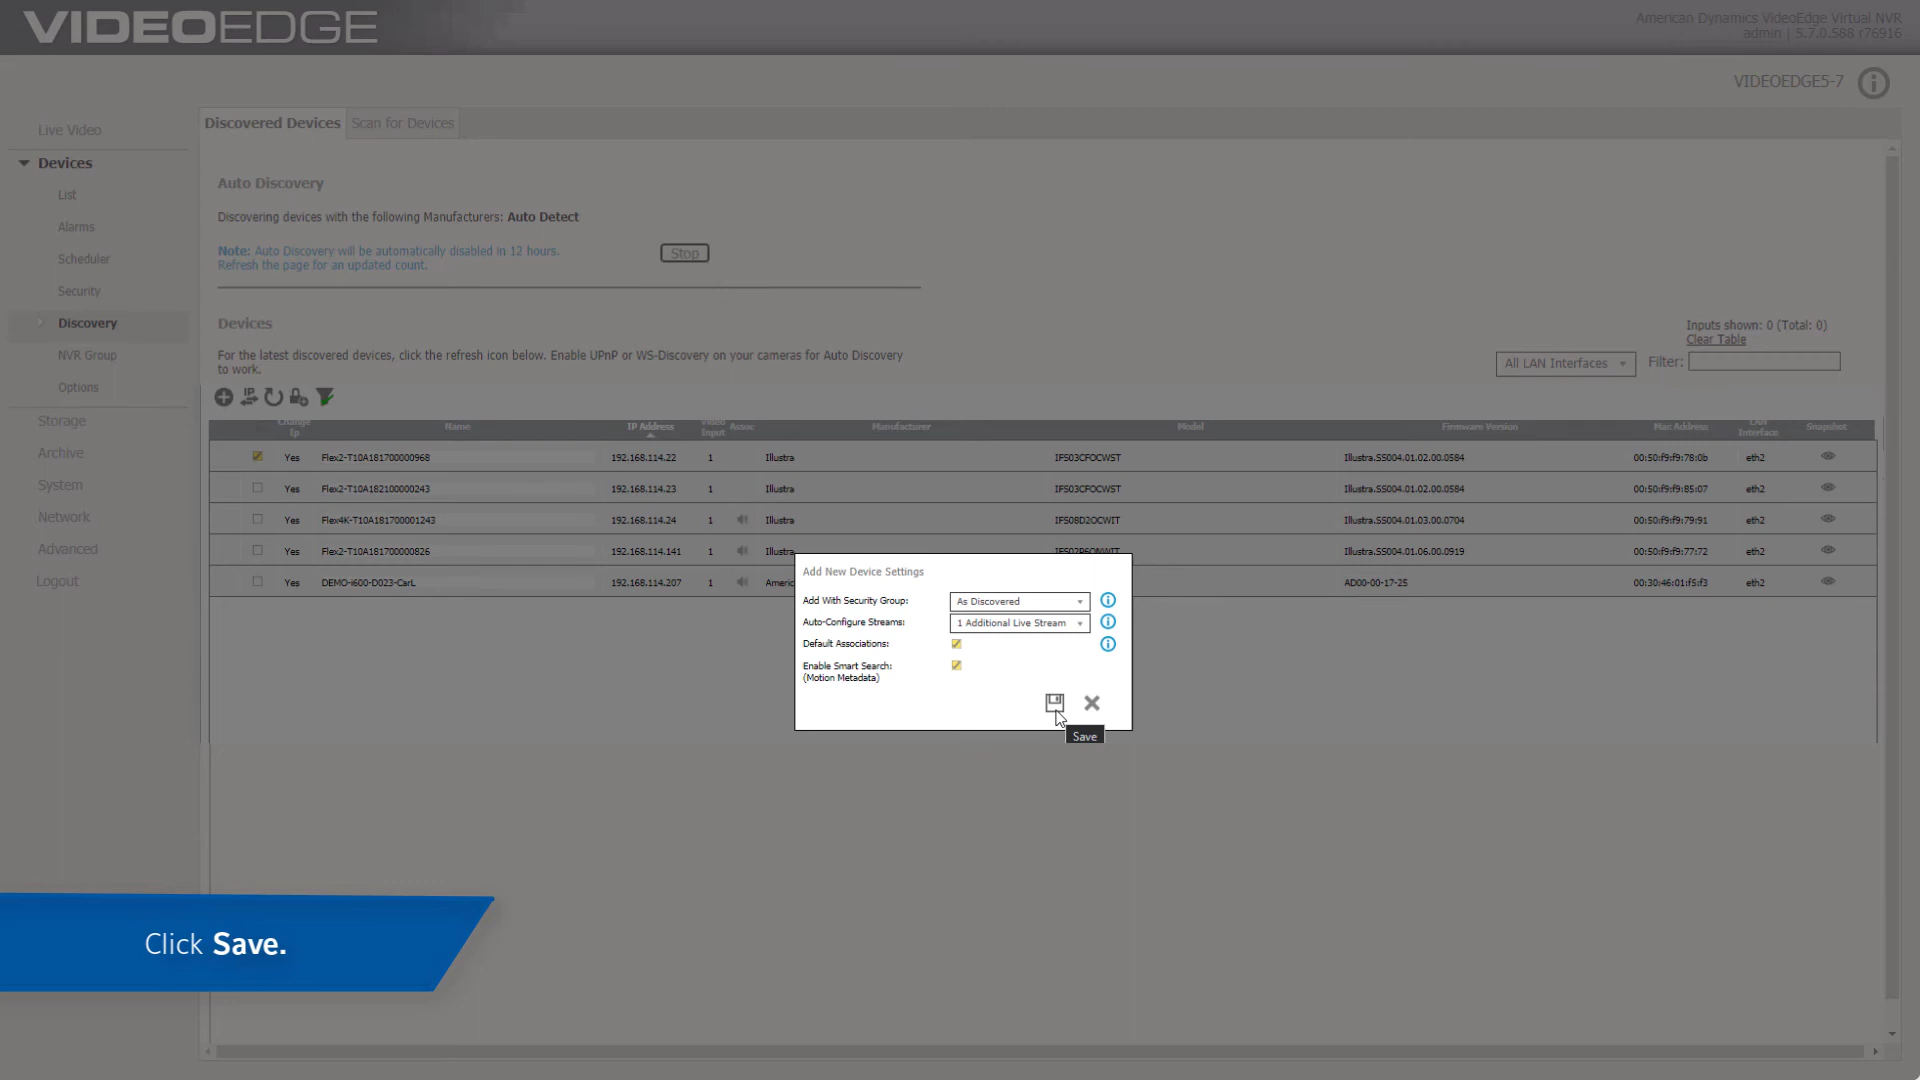 VIDEOEDGE
American Dynamics VideoEdge Virtual NVR
admin | 5.7.0.588 r76916
VIDEOEDGE5-7
Live Video
Devices
List
Alarms
Scheduler
Security
Discovery
NVR Group
Options
Storage
Archive
System
Network
Advanced
Logout
Discovered Devices
Scan for Devices
Auto Discovery
Discovering devices with the following Manufacturers: Auto Detect
Note: Auto Discovery will be automatically disabled in 12 hours.
Refresh the page for an updated count.
Stop
Devices
For the latest discovered devices, click the refresh icon below. Enable UPnP or WS-Discovery on your cameras for Auto Discovery
to work.
Inputs shown: 0 (Total: 0)
Clear Table
All LAN Interfaces
Filter:
Change Ip Name IP Address Video Input Assoc Manufacturer Model Firmware Version Mac Address LAN Interface Snapshot
Yes Flex2-T10A181700000968 192.168.114.22 1 Illustra IFS03CFOCWST Illustra.SS004.01.02.00.0584 00:50:f9:f9:78:0b eth2
Yes Flex2-T10A182100000243 192.168.114.23 1 Illustra IFS03CFOCWST Illustra.SS004.01.02.00.0584 00:50:f9:f9:85:07 eth2
Yes Flex4K-T10A181700001243 192.168.114.24 1 Illustra IFS08D2OCWIT Illustra.SS004.01.03.00.0704 00:50:f9:f9:79:91 eth2
Yes Flex2-T10A181700000826 192.168.114.141 1 Illustra Illustra.SS004.01.06.00.0919 00:50:f9:f9:77:72 eth2
Yes DEMO-i600-D023-CarL 192.168.114.207 1 Americ AD00-00-17-25 00:30:46:01:f5:f3 eth2
Add New Device Settings
Add With Security Group: As Discovered
Auto-Configure Streams: 1 Additional Live Stream
Default Associations:
Enable Smart Search:
(Motion Metadata)
Save
Click Save.